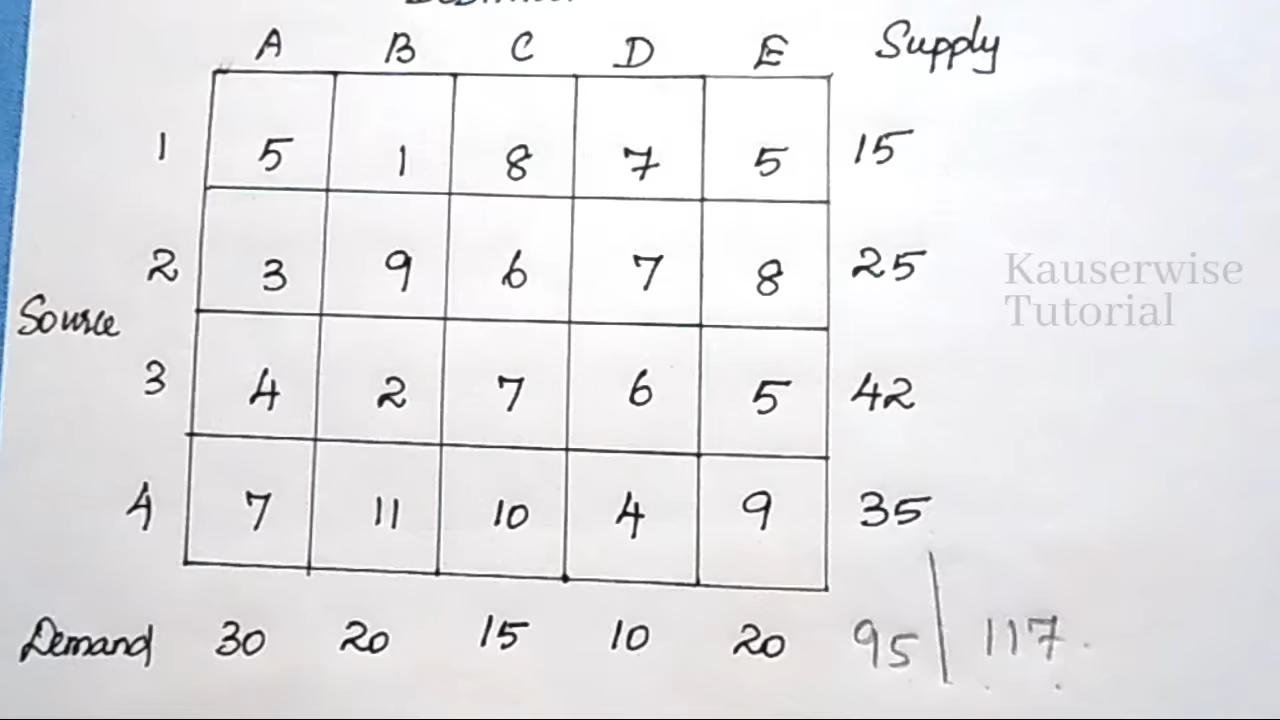 A B C D E Supply
1 5 1 8 7 5 15
2 3 9 6 7 8 25
Kauserwise
Tutorial
Source
3 4 2 7 6 5 42
4 7 11 10 4 9 35
Demand 30 20 15 10 20 95 | 117